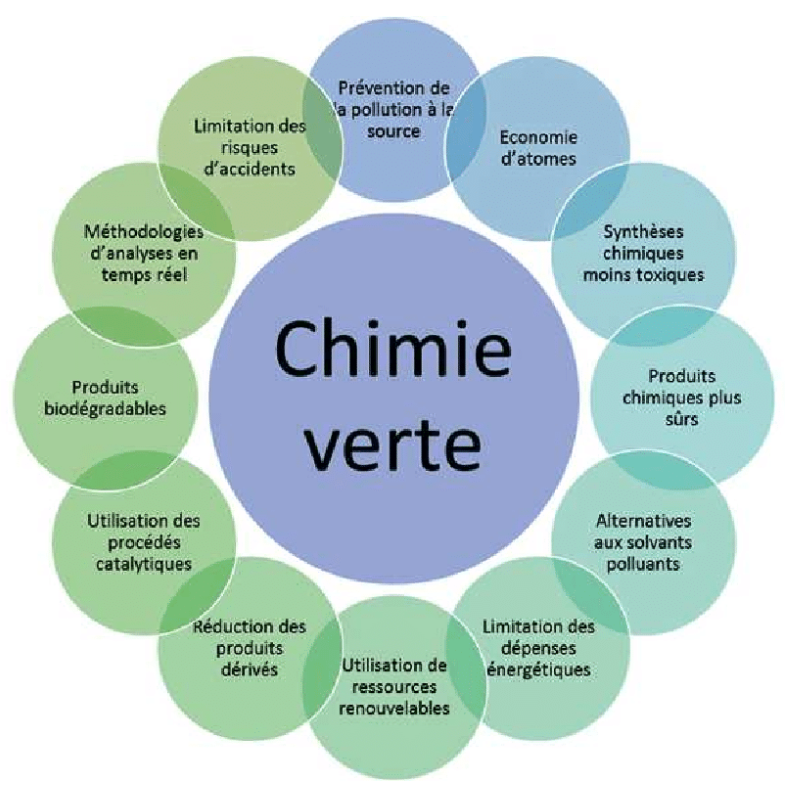 Prévention de
la pollution à la
source
Economie
d'atomes
Synthèses
chimiques
moins toxiques
Produits
chimiques plus
sûrs
Alternatives
aux solvants
polluants
Limitation des
dépenses
énergétiques
Utilisation de
ressources
renouvelables
Réduction des
produits
dérivés
Utilisation des
procédés
catalytiques
Produits
biodégradables
Méthodologies
d'analyses en
temps réel
Limitation des
risques
d'accidents
Chimie
verte